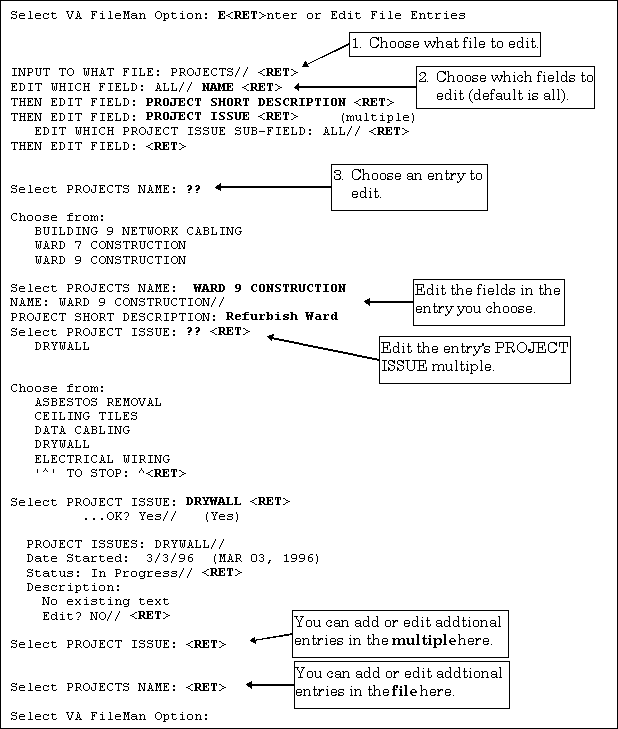 Select VA FileMan Option: E<RET>nter or Edit File Entries
1. Choose what file to edit.
INPUT TO WHAT FILE: PROJECTS// <RET>
EDIT WHICH FIELD: ALL// NAME <RET>
2. Choose which fields to
edit (default is all).
THEN EDIT FIELD: PROJECT SHORT DESCRIPTION <RET>
THEN EDIT FIELD: PROJECT ISSUE <RET> (multiple)
EDIT WHICH PROJECT ISSUE SUB-FIELD: ALL// <RET>
THEN EDIT FIELD: <RET>
Select PROJECTS NAME: ??
3. Choose an entry to
edit.
Choose from:
BUILDING 9 NETWORK CABLING
WARD 7 CONSTRUCTION
WARD 9 CONSTRUCTION
Select PROJECTS NAME: WARD 9 CONSTRUCTION
NAME: WARD 9 CONSTRUCTION//
PROJECT SHORT DESCRIPTION: Refurbish Ward
Edit the fields in the
entry you choose.
Select PROJECT ISSUE: ?? <RET>
DRYWALL
Edit the entry's PROJECT
ISSUE multiple.
Choose from:
ASBESTOS REMOVAL
CEILING TILES
DATA CABLING
DRYWALL
ELECTRICAL WIRING
'^' TO STOP: ^<RET>
Select PROJECT ISSUE: DRYWALL <RET>
...OK? Yes// (Yes)
PROJECT ISSUES: DRYWALL//
Date Started: 3/3/96 (MAR 03, 1996)
Status: In Progress// <RET>
Description:
No existing text
Edit? NO// <RET>
Select PROJECT ISSUE: <RET>
You can add or edit addtional
entries in the multiple here.
Select PROJECTS NAME: <RET>
You can add or edit addtional
entries in the file here.
Select VA FileMan Option: